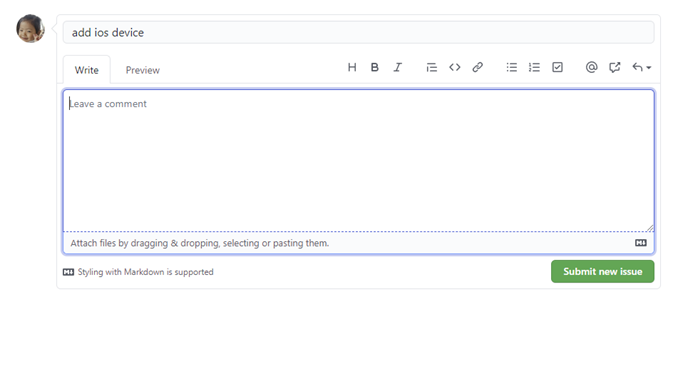 add ios device
Write Preview
Leave a comment
Attach files by dragging & dropping, selecting or pasting them.
Styling with Markdown is supported
Submit new issue